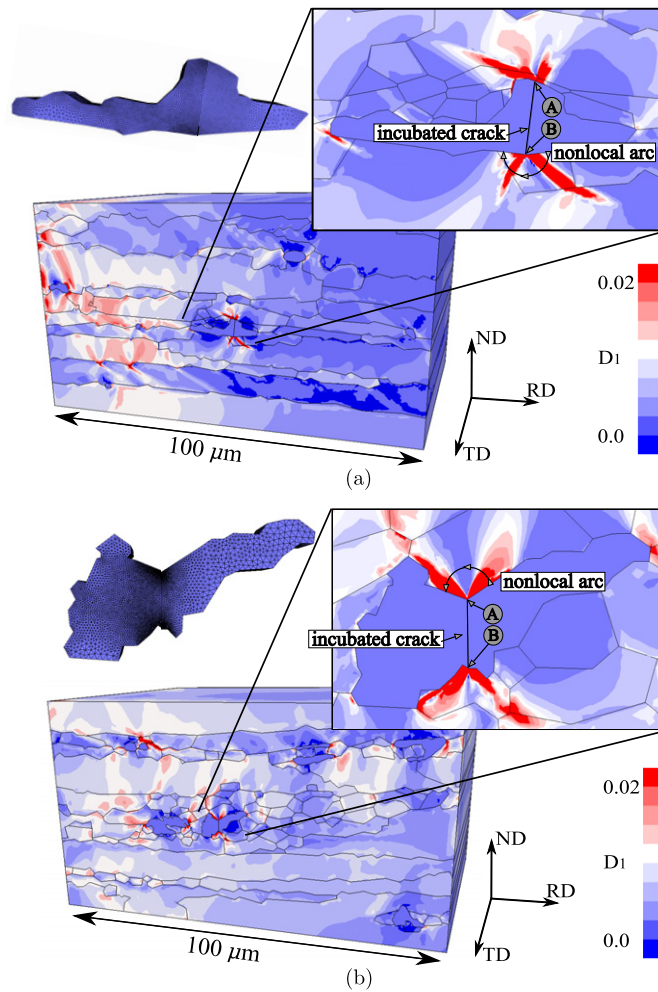 A
incubated crack
B
nonlocal arc
0.02
ND
D1
RD
0.0
TD
100 μm
(a)
nonlocal arc
A
incubated crack
B
0.02
ND
D1
RD
0.0
TD
100 μm
(b)